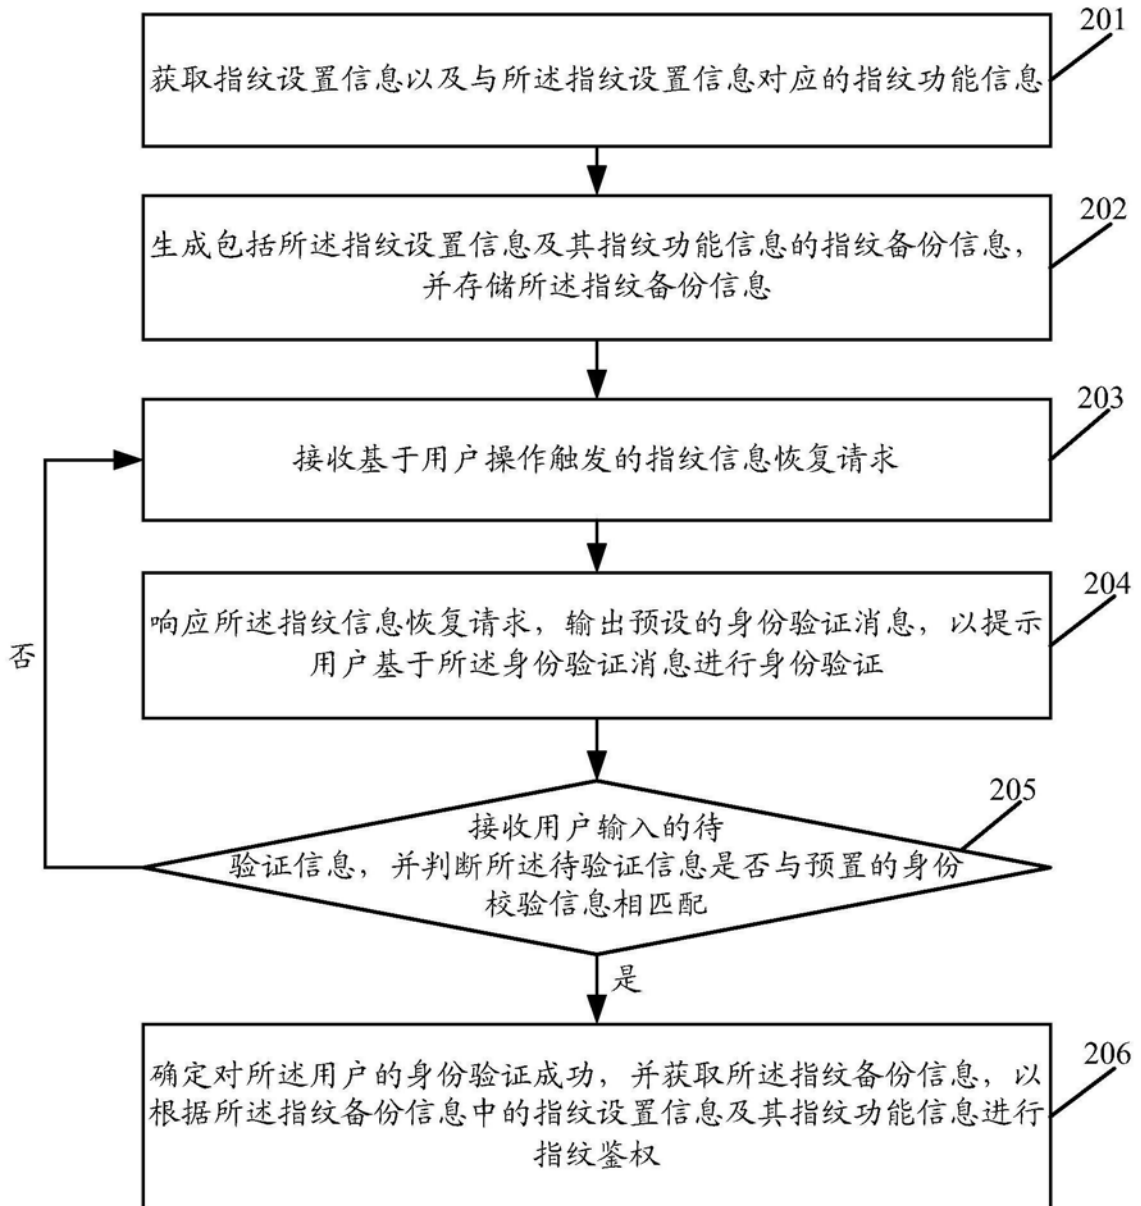 201
获取指纹设置信息以及与所述指纹设置信息对应的指纹功能信息
202
生成包括所述指纹设置信息及其指纹功能信息的指纹备份信息，
并存储所述指纹备份信息
203
接收基于用户操作触发的指纹信息恢复请求
204
响应所述指纹信息恢复请求，输出预设的身份验证消息，以提示
用户基于所述身份验证消息进行身份验证
否
205
接收用户输入的待
验证信息，并判断所述待验证信息是否与预置的身份
校验信息相匹配
是
206
确定对所述用户的身份验证成功，并获取所述指纹备份信息，以
根据所述指纹备份信息中的指纹设置信息及其指纹功能信息进行
指纹鉴权